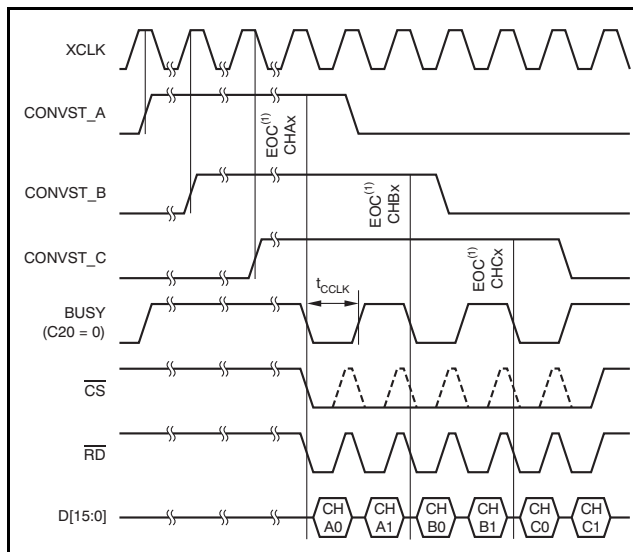 XCLK
CONVST_A
EOC(1)
CHAx
CONVST_B
EOC(1)
CHBx
CONVST_C
EOC(1)
CHCx
tCCLK
BUSY
(C20 = 0)
CS
RD
D[15:0]
CH
A0
CH
A1
CH
B0
CH
B1
CH
C0
CH
C1